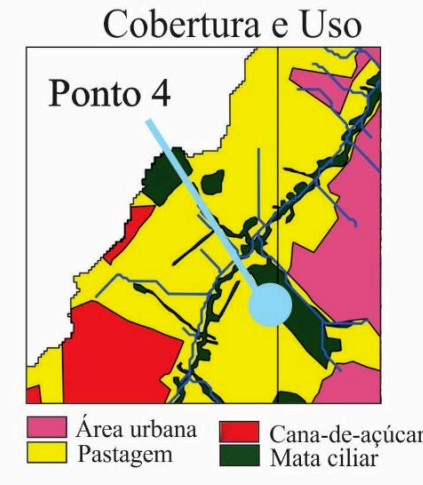 Cobertura e Uso
Ponto 4
Área urbana
Cana-de-açúcar
Pastagem
Mata ciliar